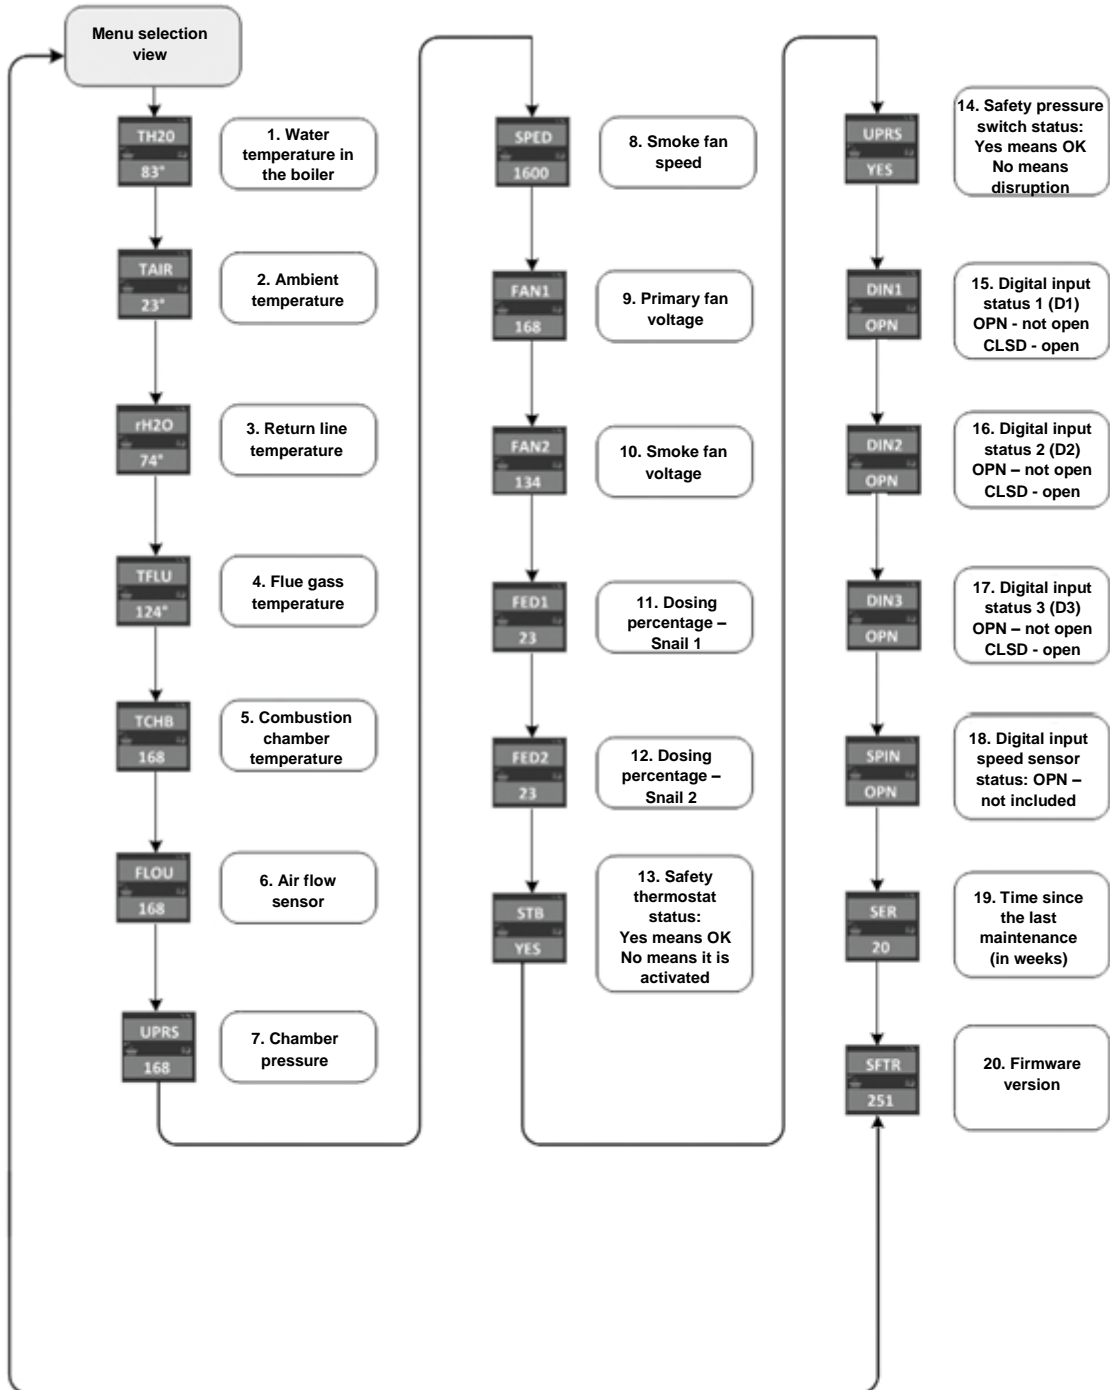 Menu selection
view
TH20
83°
1. Water
temperature in
the boiler
TAIR
23°
2. Ambient
temperature
rH2O
74°
3. Return line
temperature
TFLU
124°
4. Flue gass
temperature
TCHB
168
5. Combustion
chamber
temperature
FLOU
168
6. Air flow
sensor
UPRS
168
7. Chamber
pressure
SPED
1600
8. Smoke fan
speed
FAN1
168
9. Primary fan
voltage
FAN2
134
10. Smoke fan
voltage
FED1
23
11. Dosing
percentage –
Snail 1
FED2
23
12. Dosing
percentage –
Snail 2
STB
YES
13. Safety
thermostat
status:
Yes means OK
No means it is
activated
UPRS
YES
14. Safety pressure
switch status:
Yes means OK
No means
disruption
DIN1
OPN
15. Digital input
status 1 (D1)
OPN - not open
CLSD - open
DIN2
OPN
16. Digital input
status 2 (D2)
OPN – not open
CLSD - open
DIN3
OPN
17. Digital input
status 3 (D3)
OPN – not open
CLSD - open
SPIN
OPN
18. Digital input
speed sensor
status: OPN –
not included
SER
20
19. Time since
the last
maintenance
(in weeks)
SFTR
251
20. Firmware
version